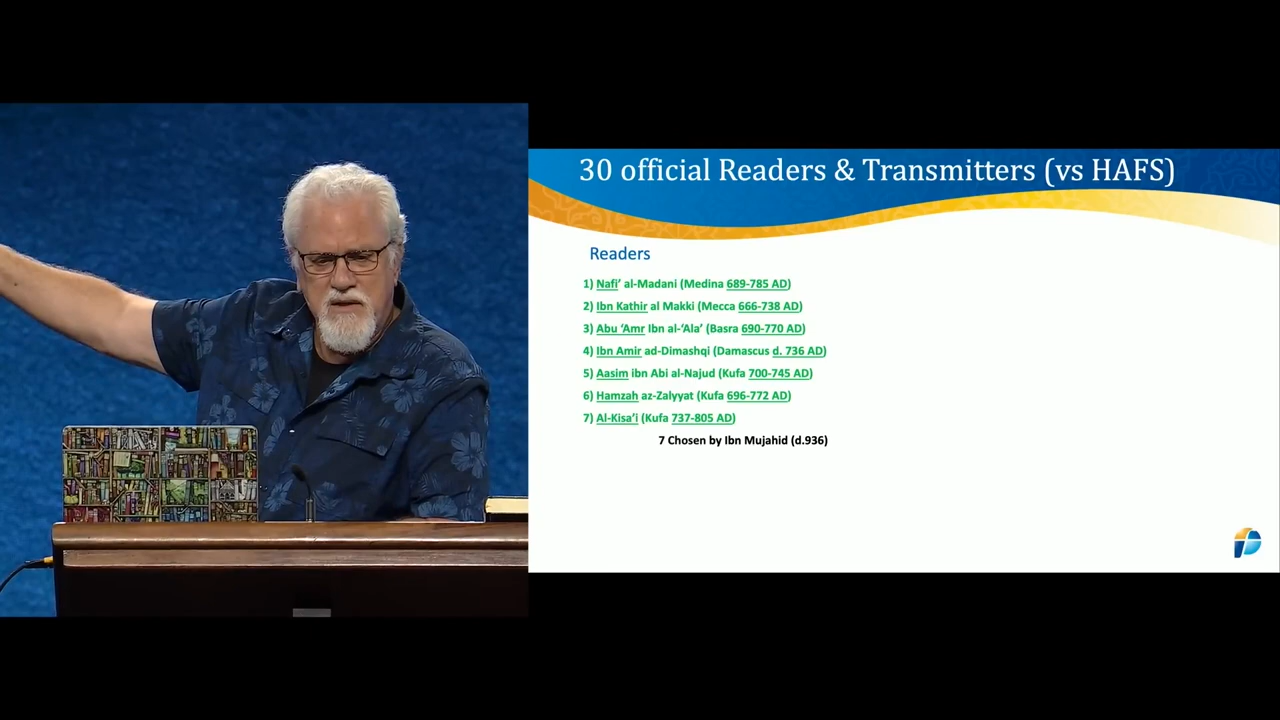 30 official Readers & Transmitters (vs HAFS)
Readers
1) Nafi’ al-Madani (Medina 689-785 AD)
2) Ibn Kathir al Makki (Mecca 666-738 AD)
3) Abu ‘Amr Ibn al-‘Ala’ (Basra 690-770 AD)
4) Ibn Amir ad-Dimashqi (Damascus d. 736 AD)
5) Aasim ibn Abi al-Najud (Kufa 700-745 AD)
6) Hamzah az-Zalyyat (Kufa 696-772 AD)
7) Al-Kisa’i (Kufa 737-805 AD)
7 Chosen by Ibn Mujahid (d.936)